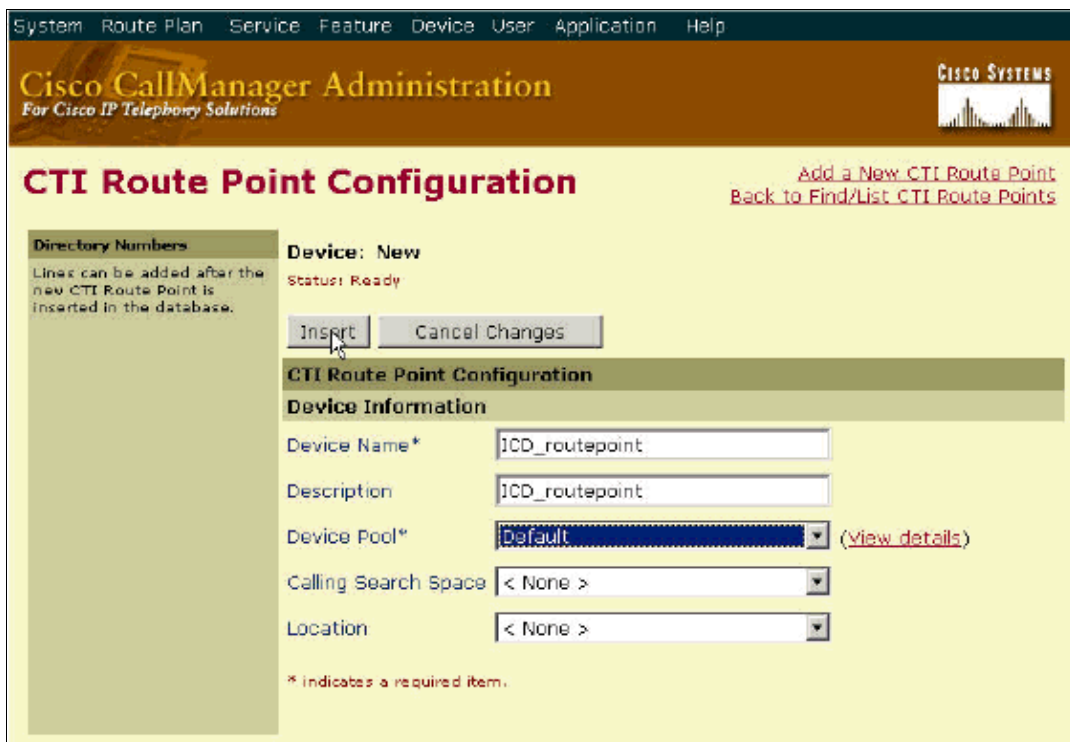 System Route Plan Service Feature Device User Application Help
Cisco CallManager Administration
For Cisco IP Telephony Solutions
CISCO SYSTEMS
CTI Route Point Configuration
Add a New CTI Route Point
Back to Find/List CTI Route Points
Directory Numbers
Lines can be added after the
new CTI Route Point is
inserted in the database.
Device: New
Status: Ready
Insert Cancel Changes
CTI Route Point Configuration
Device Information
Device Name* ICD_routepoint
Description ICD_routepoint
Device Pool* Default (View details)
Calling Search Space < None >
Location < None >
* indicates a required item.